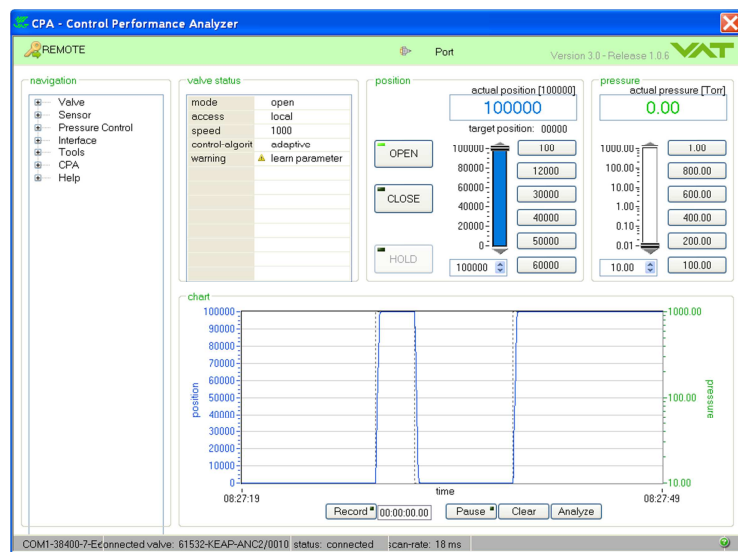 CPA - Control Performance Analyzer
REMOTE
Port
Version 3.0 - Release 1.0.6
VAT
navigation
Valve
Sensor
Pressure Control
Interface
Tools
CPA
Help
valve status
mode open
access local
speed 1000
control-algorit adaptive
warning learn parameter
position
actual position [100000]
100000
target position: 00000
OPEN
CLOSE
HOLD
100000
80000
60000
40000
20000
0
100000
100
12000
30000
40000
50000
60000
pressure
actual pressure [Torr]
0.00
1000.00
100.00
10.00
1.00
0.10
0.01
10.00
1.00
800.00
600.00
400.00
200.00
100.00
chart
100000
90000
80000
70000
60000
50000
40000
30000
20000
10000
0
position
1000.00
100.00
10.00
pressure
08:27:19
time
08:27:49
Record 00:00:00.00 Pause Clear Analyze
COM1-38400-7-E connected valve: 61532-KEAP-ANC2/0010 status: connected scan-rate: 18 ms